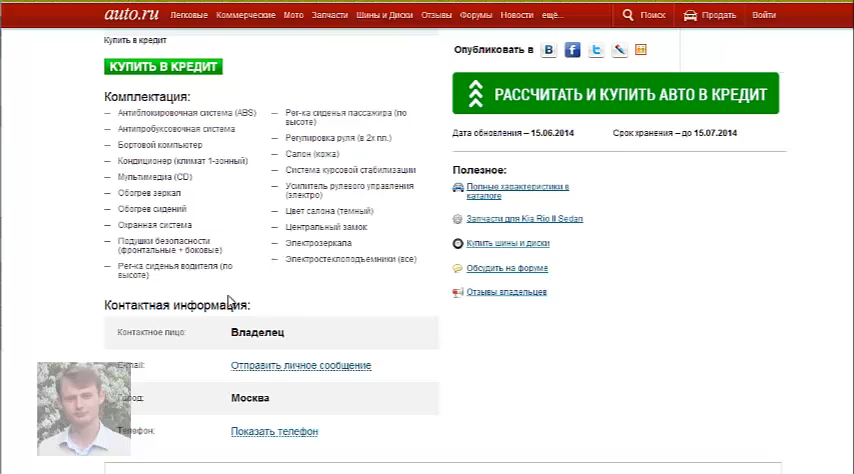 auto.ru Легковые Коммерческие Мото Запчасти Шины и Диски Отзывы Форумы Новости ещё... Поиск Продать Войти
Купить в кредит
КУПИТЬ В КРЕДИТ
Комплектация:
— Антиблокировочная система (ABS)
— Антипробуксовочная система
— Бортовой компьютер
— Кондиционер (климат 1-зонный)
— Мультимедиа (CD)
— Обогрев зеркал
— Обогрев сидений
— Охранная система
— Подушки безопасности
(фронтальные + боковые)
— Рег-ка сиденья водителя (по
высоте)
— Рег-ка сиденья пассажира (по
высоте)
— Регулировка руля (в 2х пл.)
— Салон (кожа)
— Система курсовой стабилизации
— Усилитель рулевого управления
(электро)
— Цвет салона (темный)
— Центральный замок
— Электрозеркала
— Электростеклоподъемники (все)
Контактная информация:
Контактное лицо: Владелец
E-mail: Отправить личное сообщение
Город: Москва
Телефон: Показать телефон
Опубликовать в
РАССЧИТАТЬ И КУПИТЬ АВТО В КРЕДИТ
Дата обновления – 15.06.2014 Срок хранения – до 15.07.2014
Полезное:
Полные характеристики в
каталоге
Запчасти для Kia Rio II Sedan
Купить шины и диски
Обсудить на форуме
Отзывы владельцев